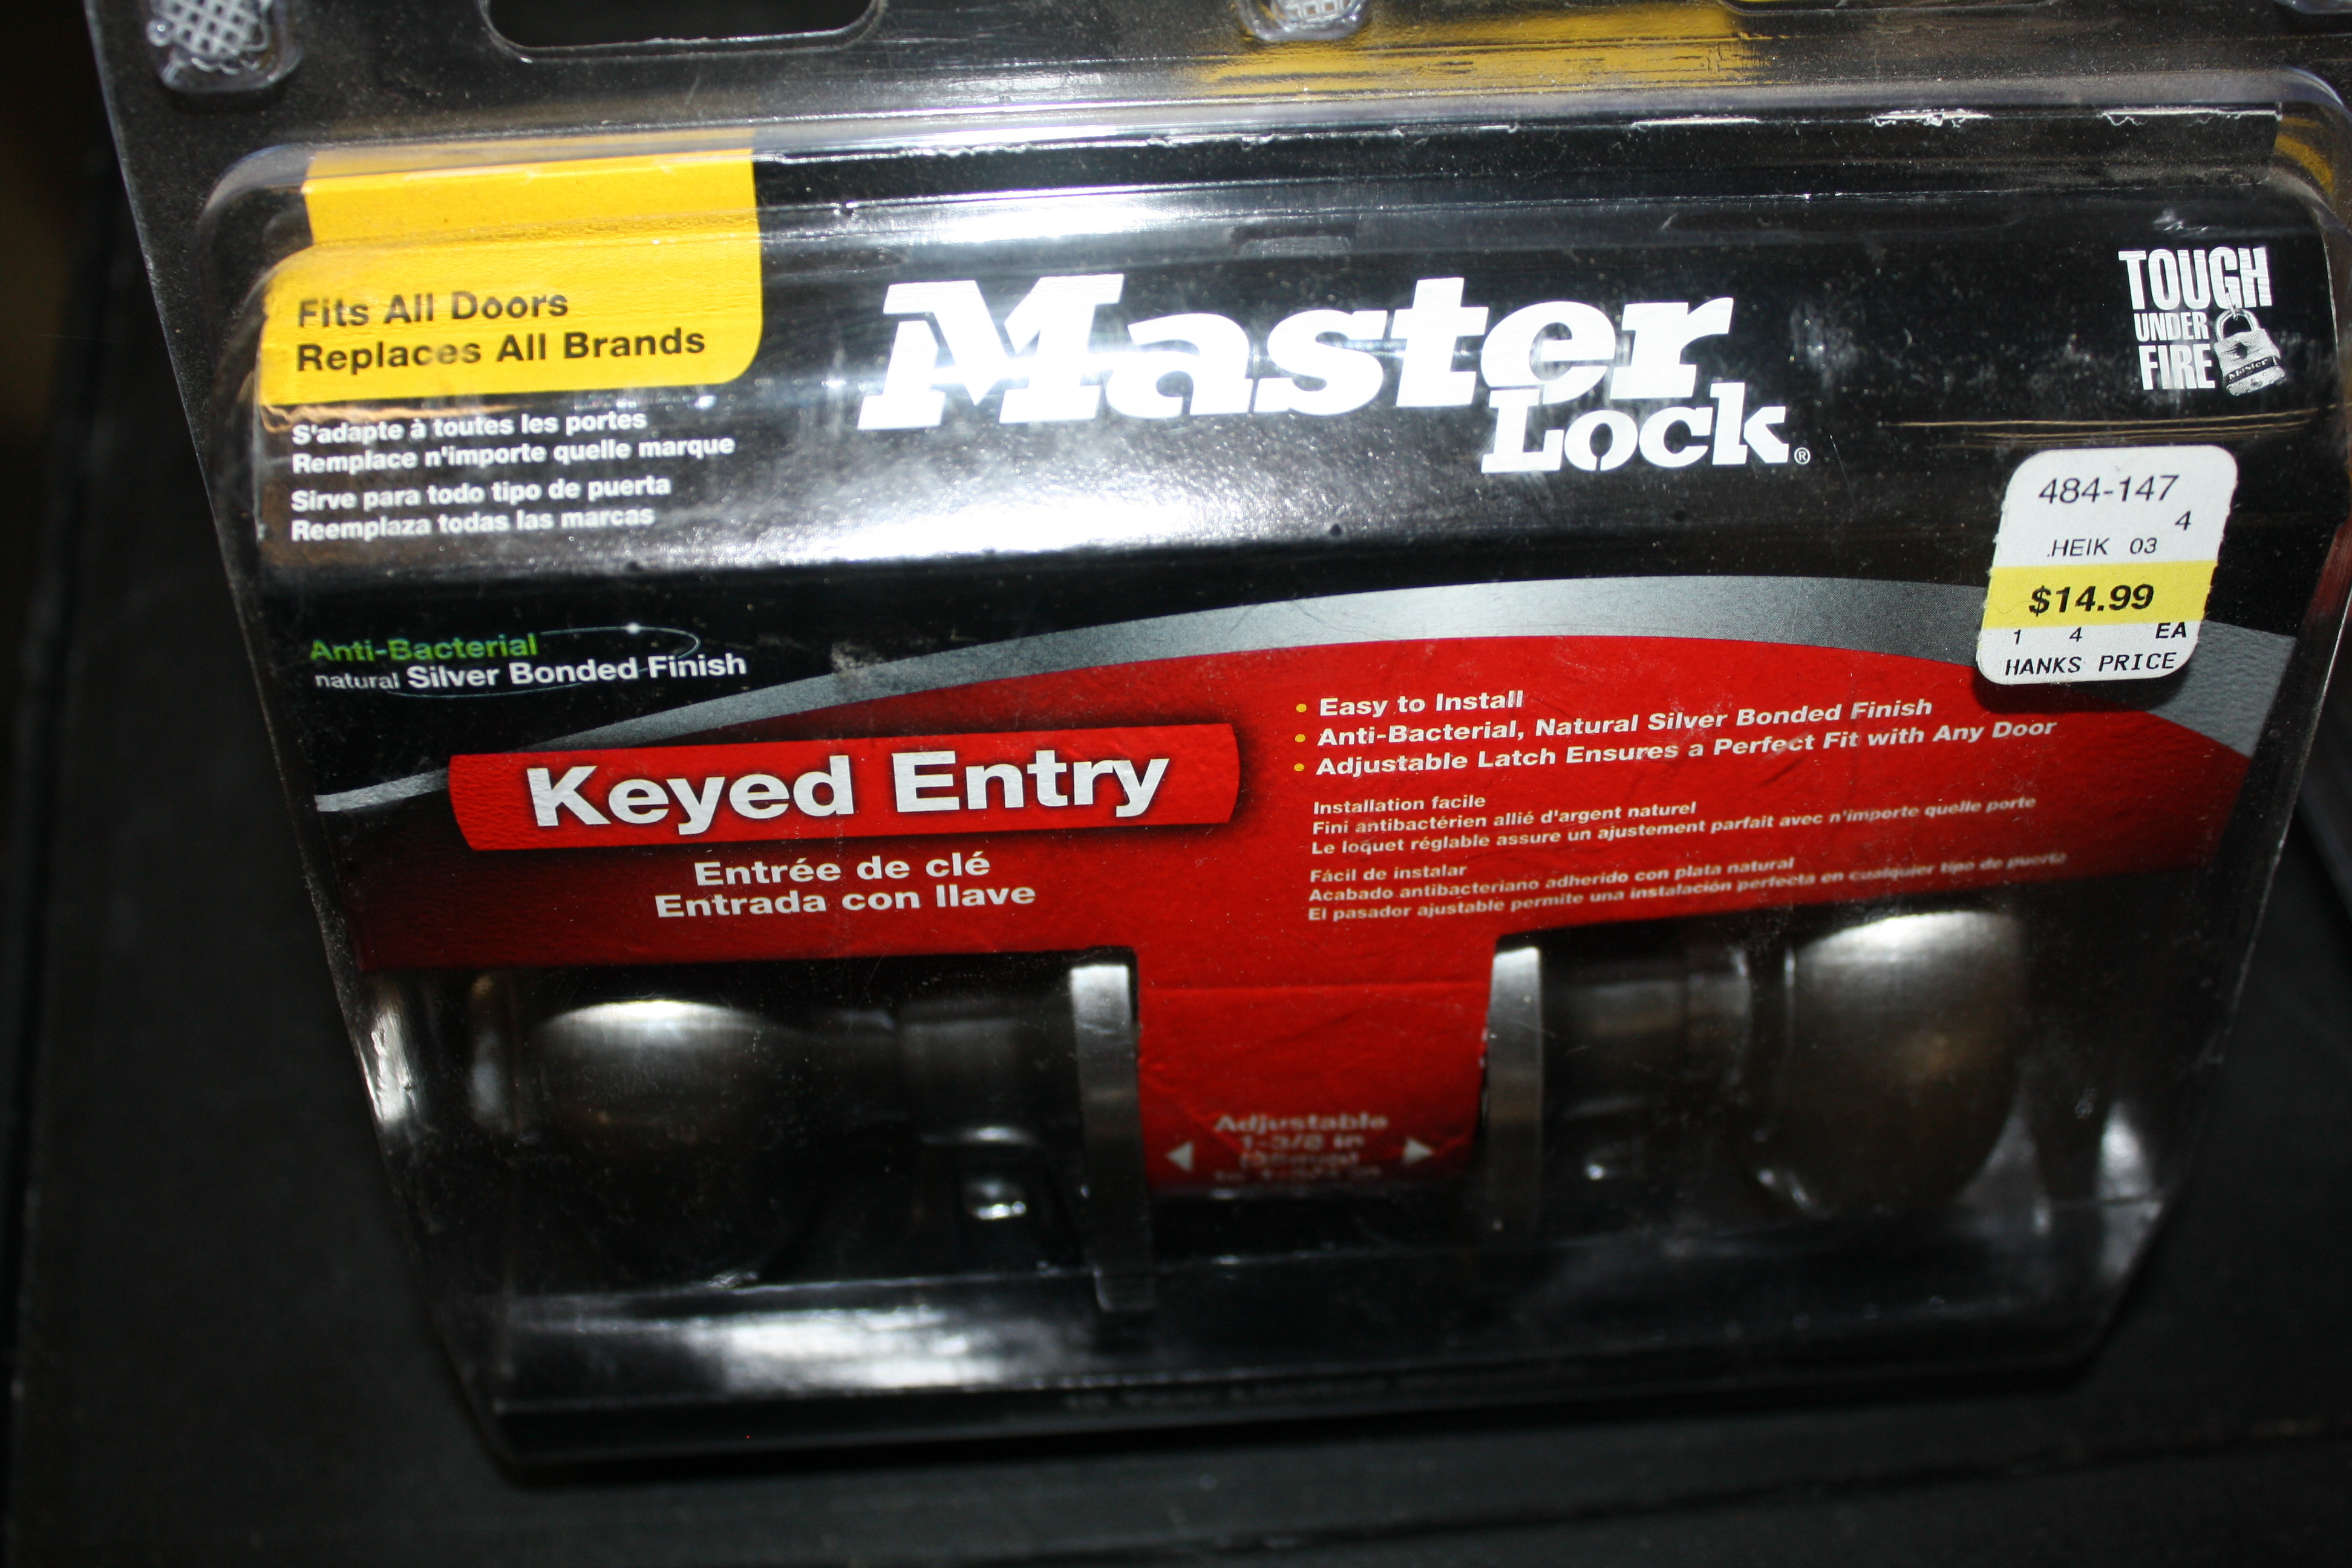 Fits All Doors
Replaces All Brands
S'adapte à toutes les portes
Remplace n'importe quelle marque
Sirve para todo tipo de puerta
Reemplaza todas las marcas
Master
Lock®
TOUGH
UNDER
FIRE
Master
484-147
4
.HEIK 03
$14.99
1 4 EA
HANKS PRICE
Anti-Bacterial
natural Silver Bonded Finish
Keyed Entry
Entrée de clé
Entrada con llave
• Easy to Install
• Anti-Bacterial, Natural Silver Bonded Finish
• Adjustable Latch Ensures a Perfect Fit with Any Door
Installation facile
Fini antibactérien allié d'argent naturel
Le loquet réglable assure un ajustement parfait avec n'importe quelle porte
Fácil de instalar
Acabado antibacteriano adherido con plata natural
El pasador ajustable permite una instalación perfecta en cualquier tipo de puerta
Adjustable
1-3/8 in